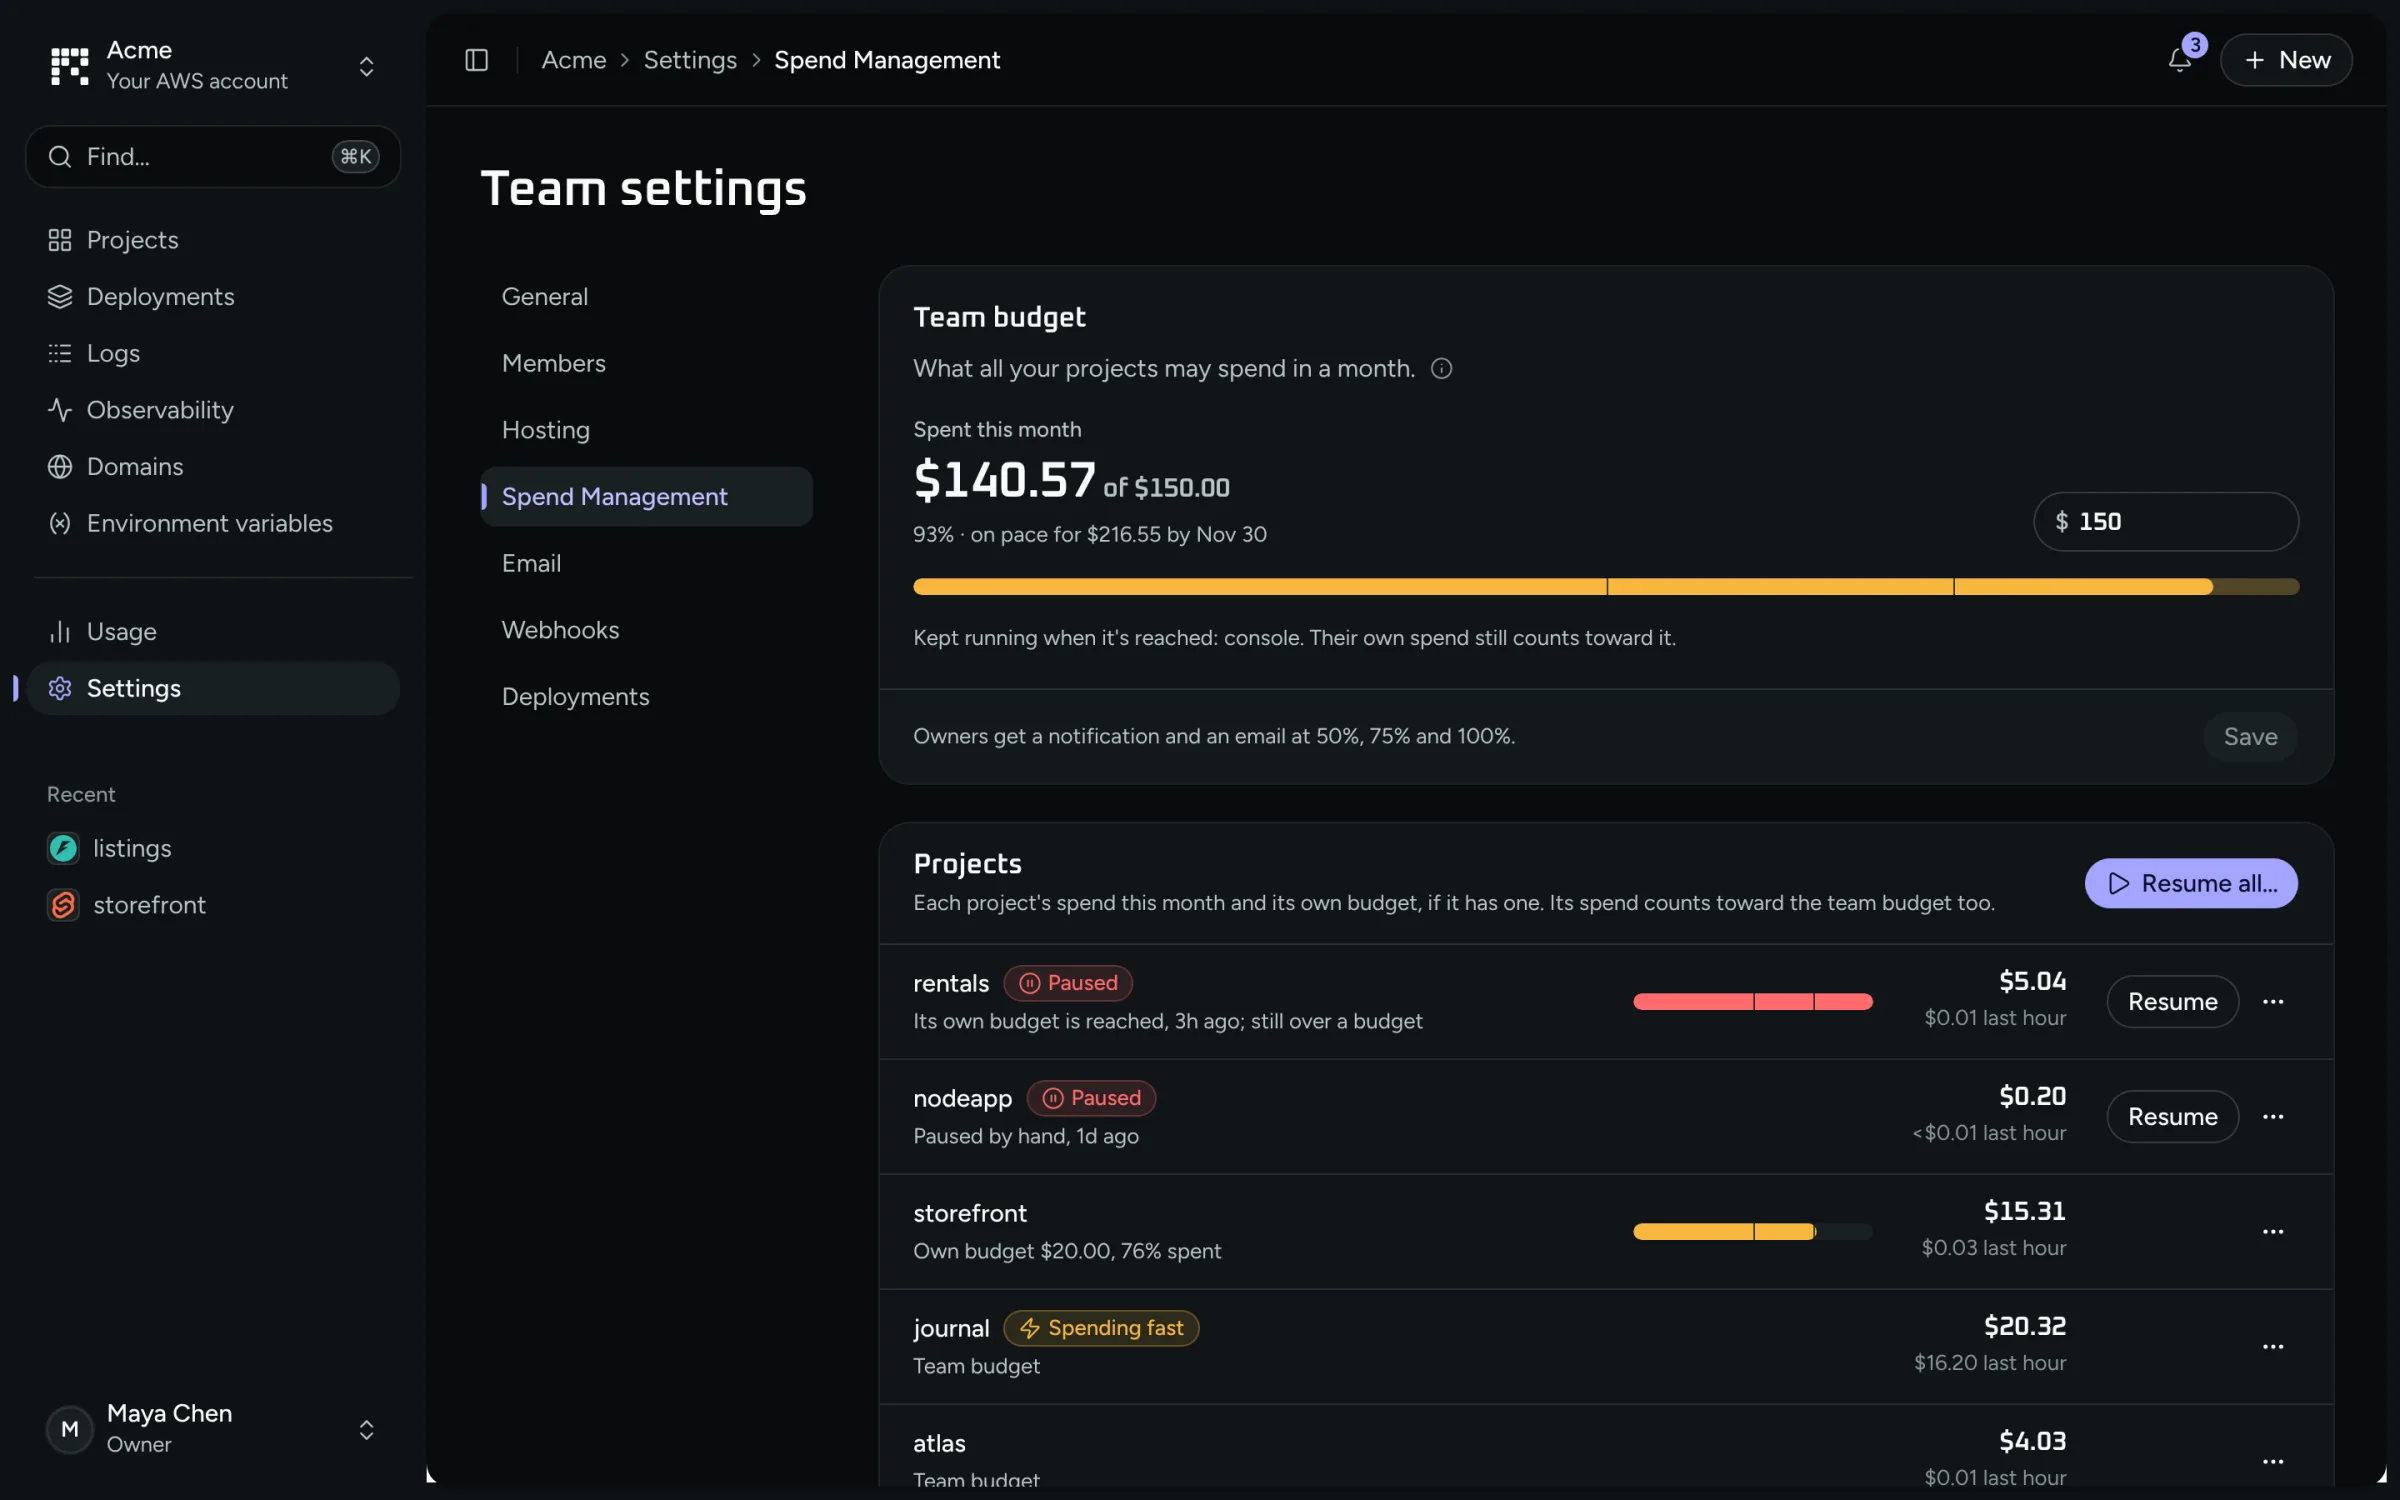 Acme
Your AWS account
Find...
⌘K
Projects
Deployments
Logs
Observability
Domains
Environment variables
Usage
Settings
Recent
listings
storefront
M
Maya Chen
Owner
Acme > Settings > Spend Management
3
+ New
Team settings
General
Members
Hosting
Spend Management
Email
Webhooks
Deployments
Team budget
What all your projects may spend in a month.
Spent this month
$140.57 of $150.00
93% · on pace for $216.55 by Nov 30
$ 150
Kept running when it's reached: console. Their own spend still counts toward it.
Owners get a notification and an email at 50%, 75% and 100%.
Save
Projects
Each project's spend this month and its own budget, if it has one. Its spend counts toward the team budget too.
Resume all...
rentals
Paused
Its own budget is reached, 3h ago; still over a budget
$5.04
$0.01 last hour
Resume
nodeapp
Paused
Paused by hand, 1d ago
$0.20
<$0.01 last hour
Resume
storefront
Own budget $20.00, 76% spent
$15.31
$0.03 last hour
journal
Spending fast
Team budget
$20.32
$16.20 last hour
atlas
Team budget
$4.03
$0.01 last hour